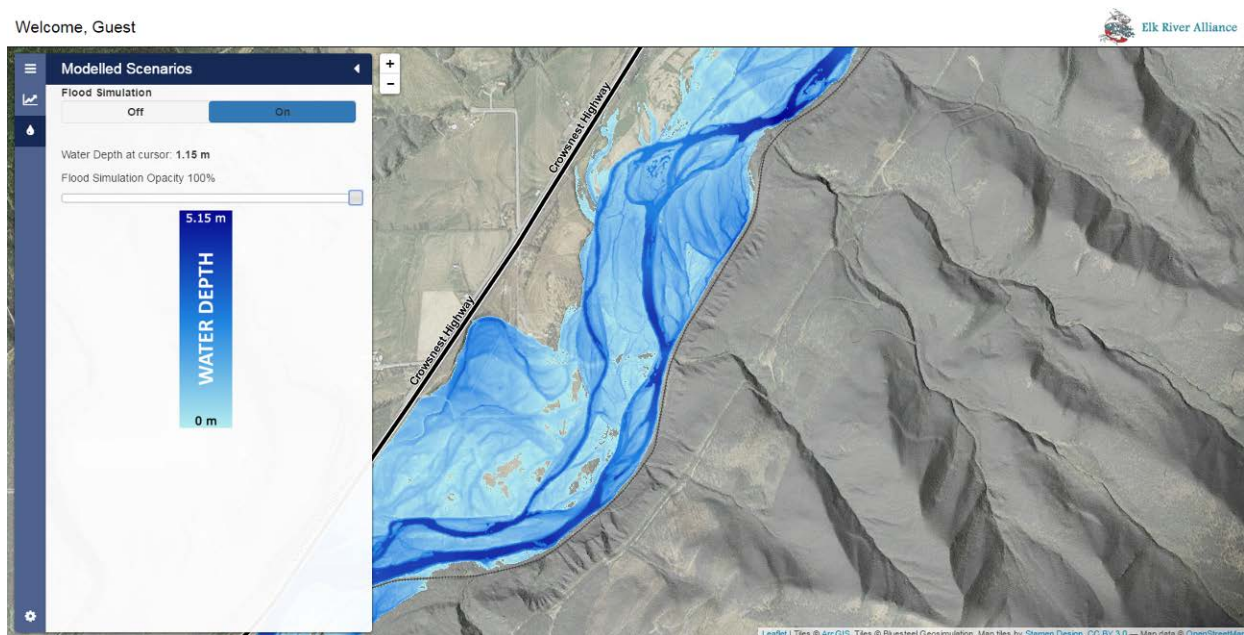 Welcome, Guest
Elk River Alliance
Modelled Scenarios
Flood Simulation
Off
On
Water Depth at cursor: 1.15 m
Flood Simulation Opacity 100%
5.15 m
WATER DEPTH
0 m
+
-
Crowsnest Highway
Crowsnest Highway
Crowsnest Highway
Leaflet | Tiles © ArcGIS, Tiles © Bluesteel Geosimulation, Map tiles by Stamen Design, CC BY 3.0 — Map data © OpenStreetMap